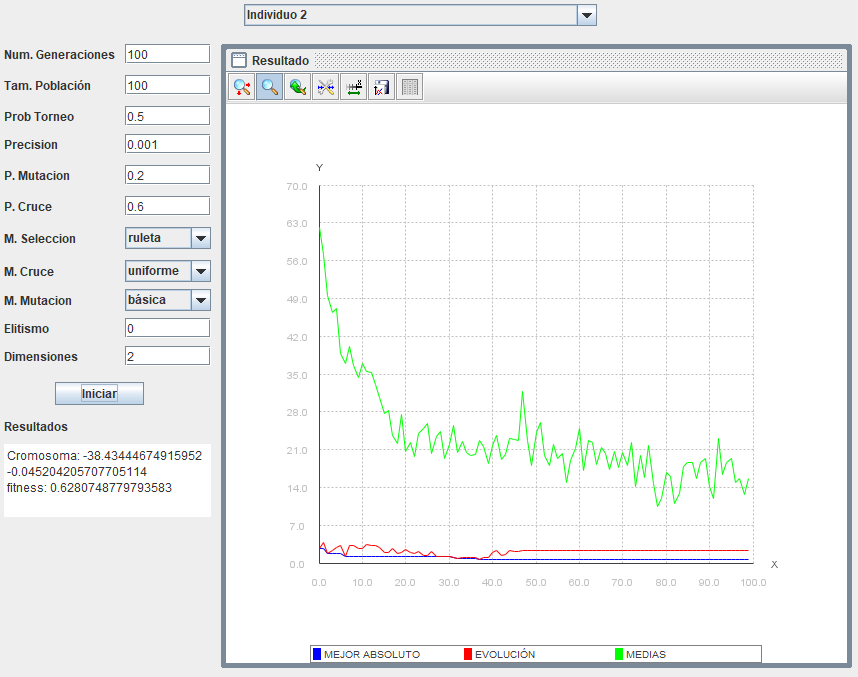 Individuo 2
Num. Generaciones 100
Tam. Población 100
Prob Torneo 0.5
Precision 0.001
P. Mutacion 0.2
P. Cruce 0.6
M. Seleccion ruleta
M. Cruce uniforme
M. Mutacion básica
Elitismo 0
Dimensiones 2
Iniciar
Resultados
Cromosoma: -38.43444674915952
-0.045204205707705114
fitness: 0.6280748779793583
Resultado
Y
70.0
63.0
56.0
49.0
42.0
35.0
28.0
21.0
14.0
7.0
0.0
X
0.0 10.0 20.0 30.0 40.0 50.0 60.0 70.0 80.0 90.0 100.0
MEJOR ABSOLUTO EVOLUCIÓN MEDIAS